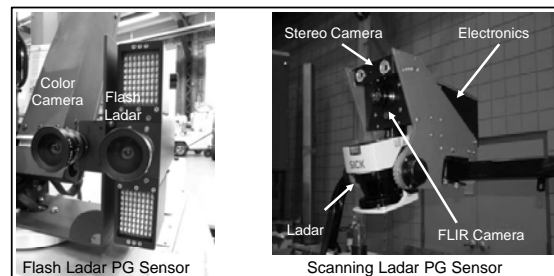 Color
Camera
Flash
Ladar
Flash Ladar PG Sensor
Stereo Camera
Electronics
SICK
Ladar
FLIR Camera
Scanning Ladar PG Sensor